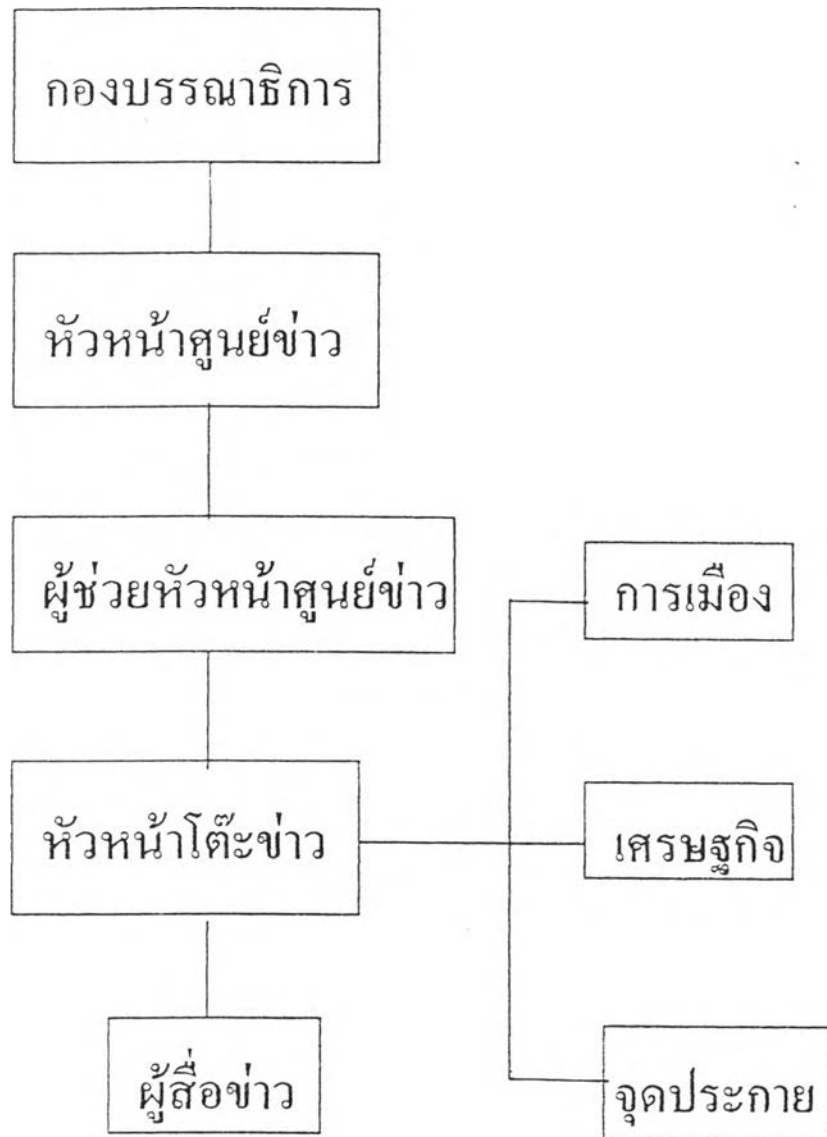 กองบรรณาธิการ
หัวหน้าศูนย์ข่าว
ผู้ช่วยหัวหน้าศูนย์ข่าว
การเมือง
หัวหน้าโต๊ะข่าว
เศรษฐกิจ
ผู้สื่อข่าว
จุดประกาย